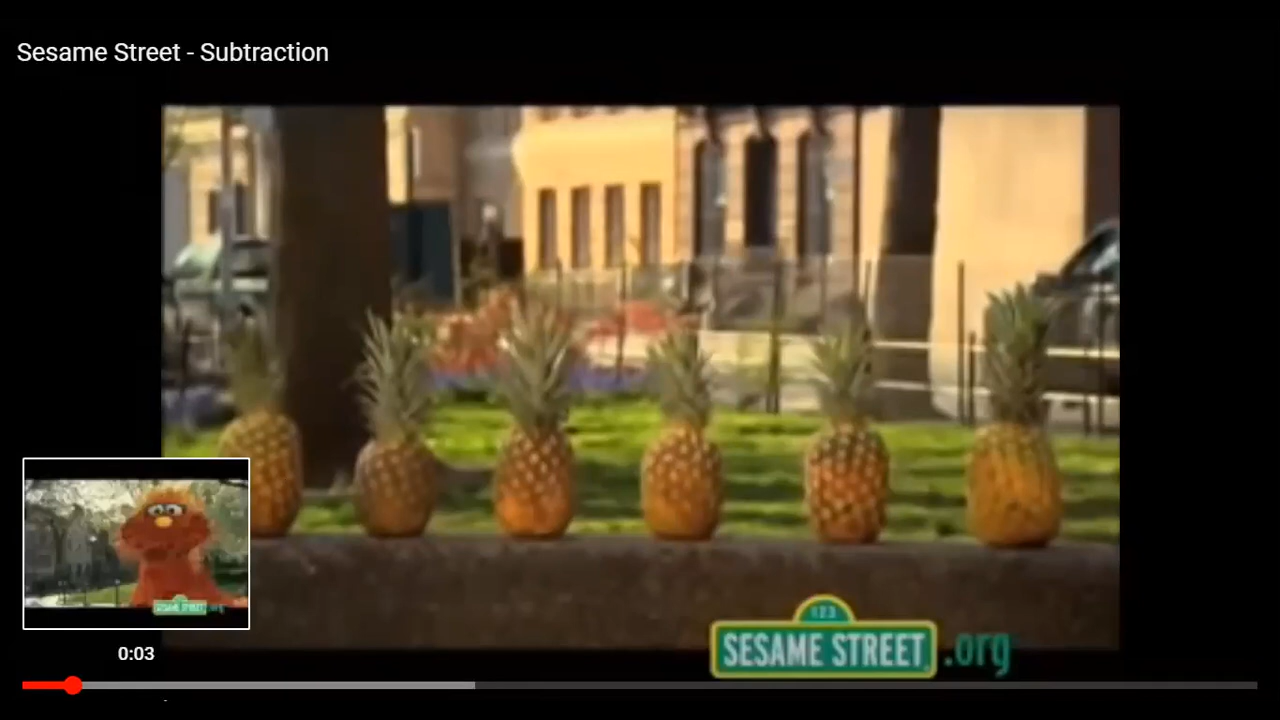 Sesame Street - Subtraction
123
SESAME STREET .org
SESAME STREET
0:03